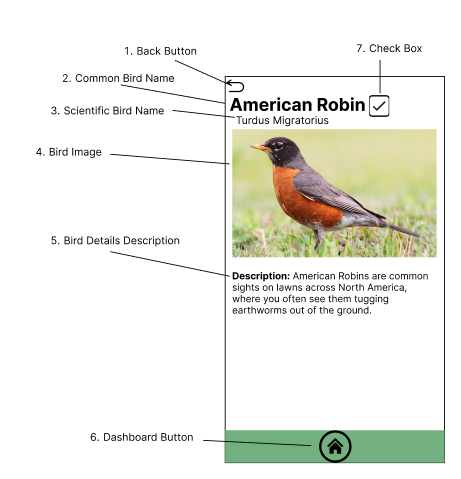 1. Back Button
7. Check Box
2. Common Bird Name
3. Scientific Bird Name
American Robin
Turdus Migratorius
4. Bird Image
5. Bird Details Description
Description: American Robins are common
sights on lawns across North America,
where you often see them tugging
earthworms out of the ground.
6. Dashboard Button